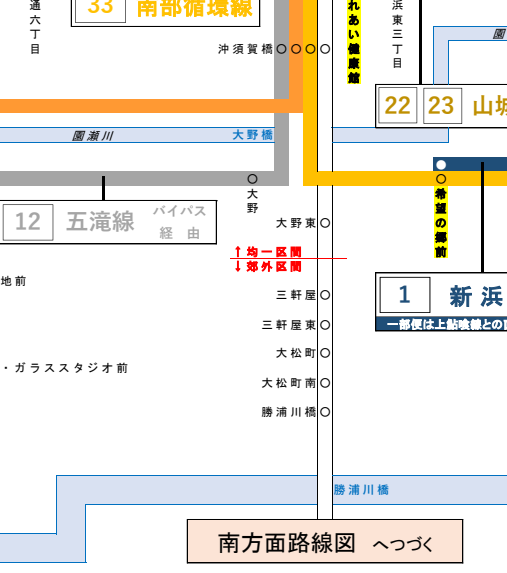 通六丁目
33 南部循環線
れあい健康館
浜東三丁目
園
沖須賀橋
22 23 山城
園瀬川
大野橋
大野
希望の郷前
12 五滝線 バイパス
経由
大野東
↑均一区間
↓郊外区間
地前
三軒屋
1 新浜
一部便は上鮎喰線との
三軒屋東
大松町
・ガラススタジオ前
大松町南
勝浦川橋
勝浦川橋
南方面路線図 へつづく